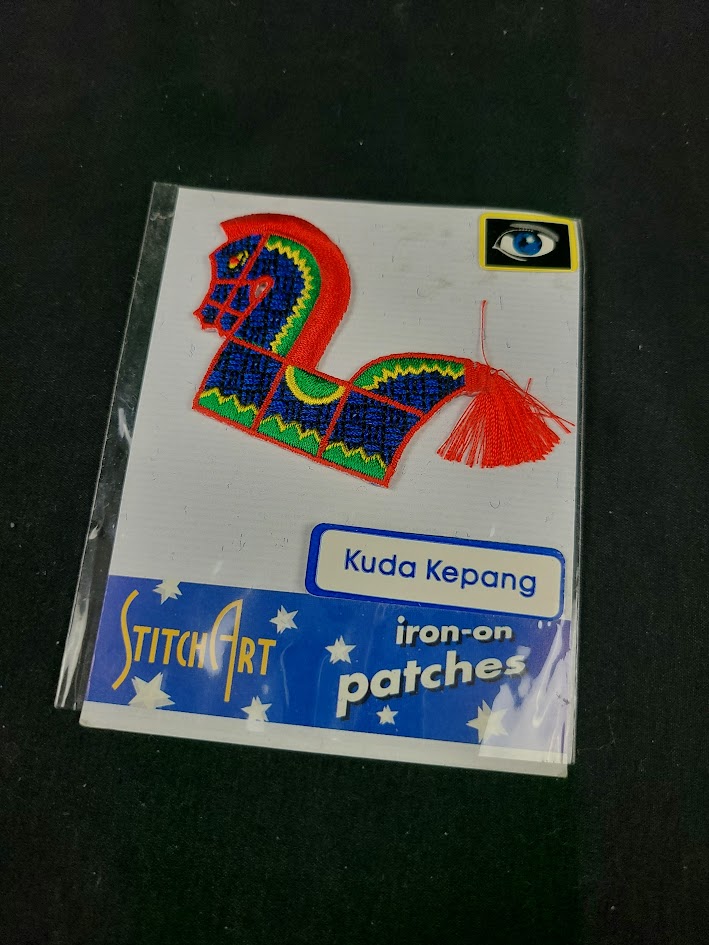 Kuda Kepang
STITCHART
iron-on
patches